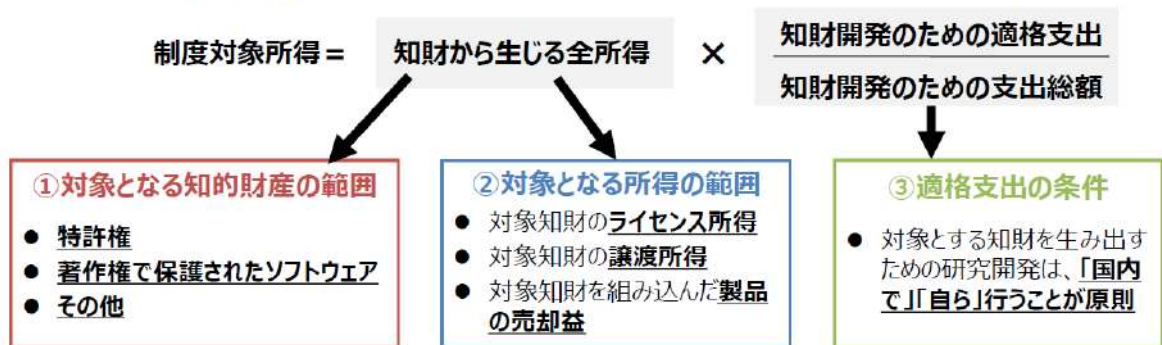 制度対象所得= 知財から生じる全所得 × 知財開発のための適格支出
知財開発のための支出総額
①対象となる知的財産の範囲
● 特許権
● 著作権で保護されたソフトウェア
● その他
②対象となる所得の範囲
● 対象知財のライセンス所得
● 対象知財の譲渡所得
● 対象知財を組み込んだ製品
の売却益
③適格支出の条件
● 対象とする知財を生み出す
ための研究開発は、「国内
で」「自ら」行うことが原則